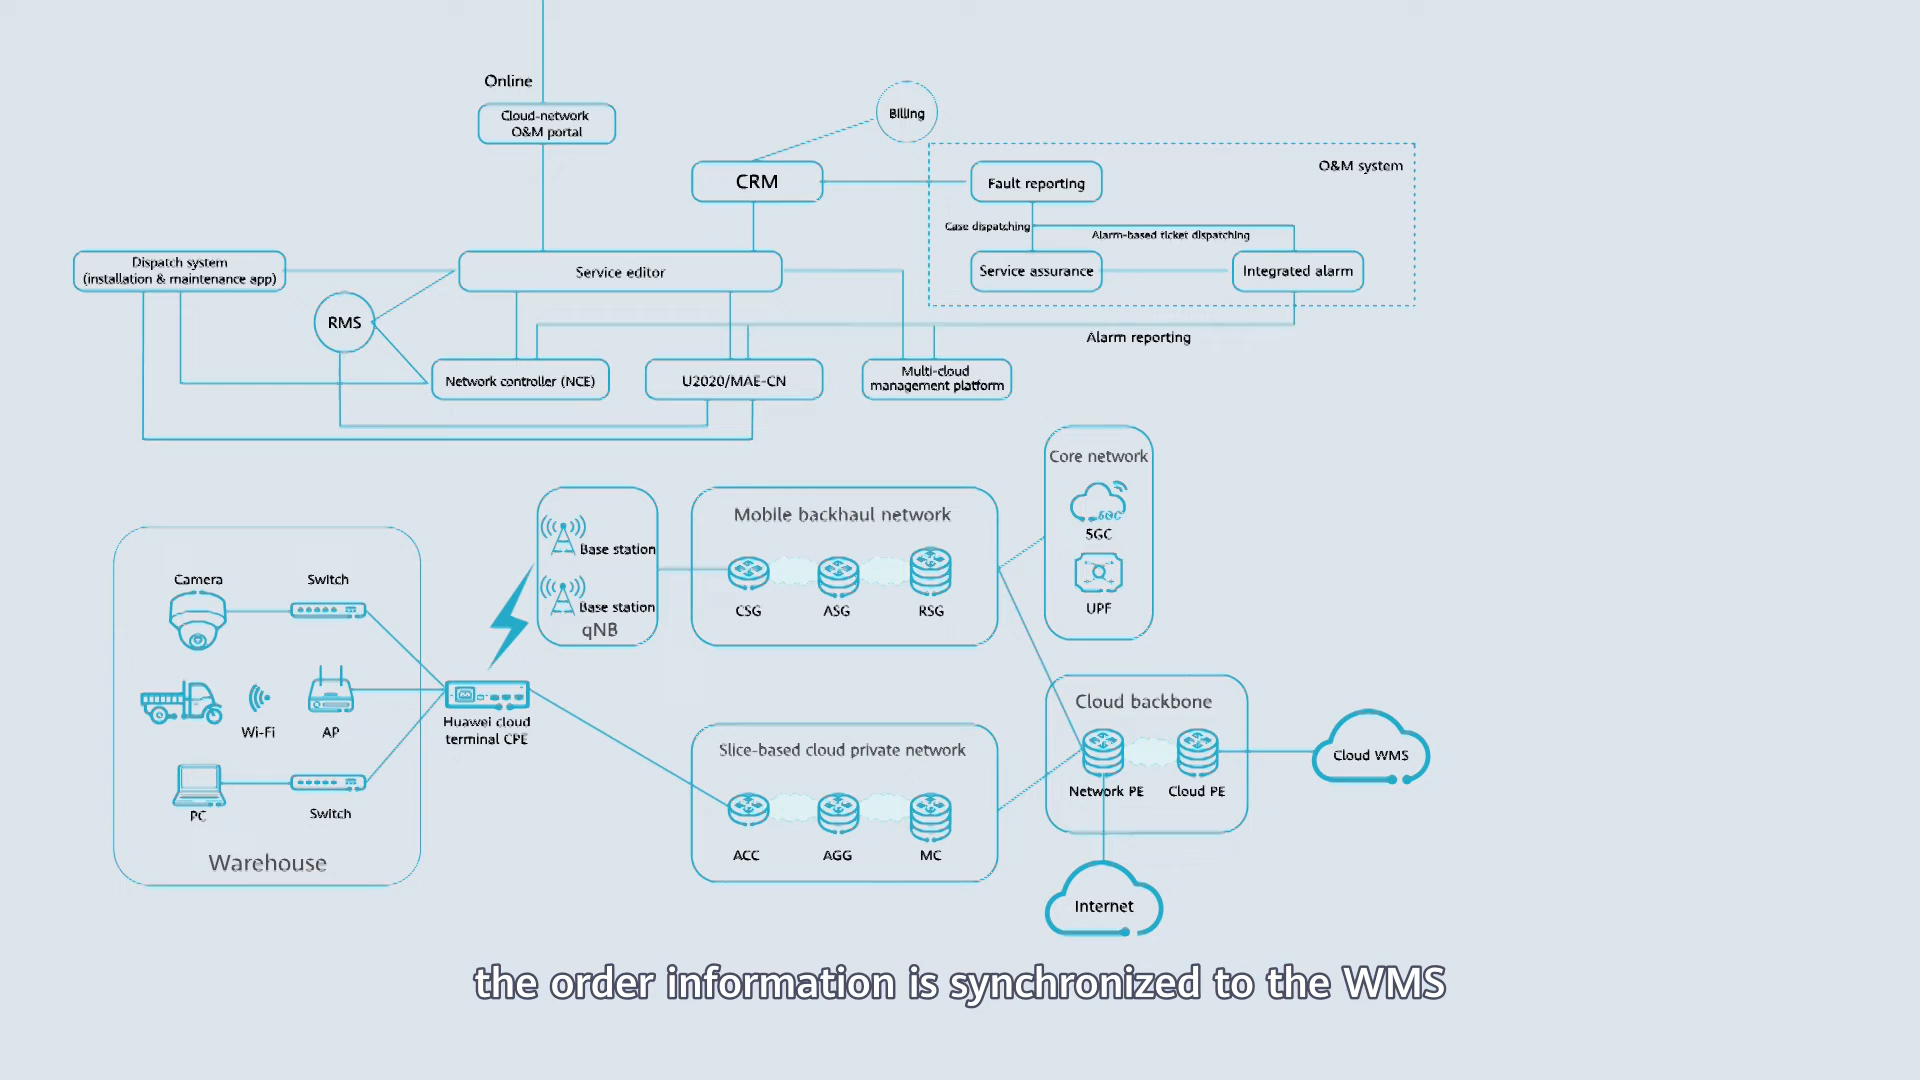 Online
Cloud-network
O&M portal
Billing
CRM
O&M system
Fault reporting
Case dispatching
Alarm-based ticket dispatching
Dispatch system
(installation & maintenance app)
Service editor
Service assurance
Integrated alarm
RMS
Alarm reporting
Network controller (NCE)
U2020/MAE-CN
Multi-cloud
management platform
Core network
5GC
5GC
UPF
Base station
Base station
qNB
Mobile backhaul network
CSG
ASG
RSG
Camera
Switch
Wi-Fi
AP
PC
Switch
Warehouse
Huawei cloud
terminal CPE
Slice-based cloud private network
ACC
AGG
MC
Cloud backbone
Network PE
Cloud PE
Cloud WMS
Internet
the order information is synchronized to the WMS